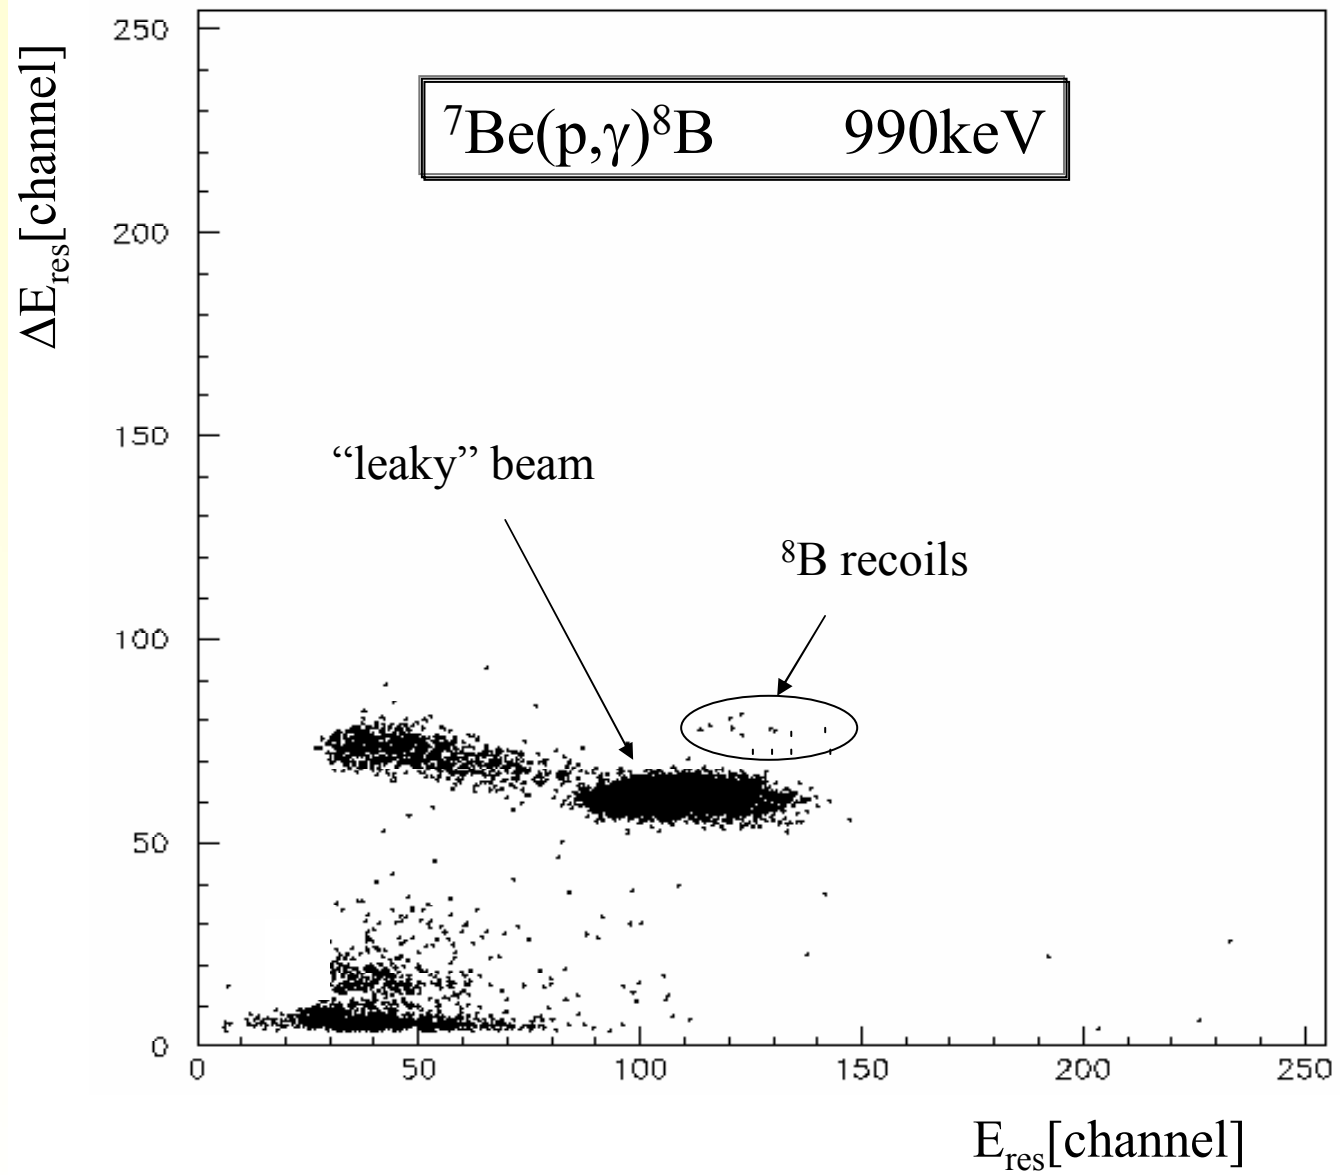 ⁷Be(p,γ)⁸B 990keV
ΔE_res[channel]
250
200
150
100
50
0
“leaky” beam
⁸B recoils
0 50 100 150 200 250
E_res[channel]